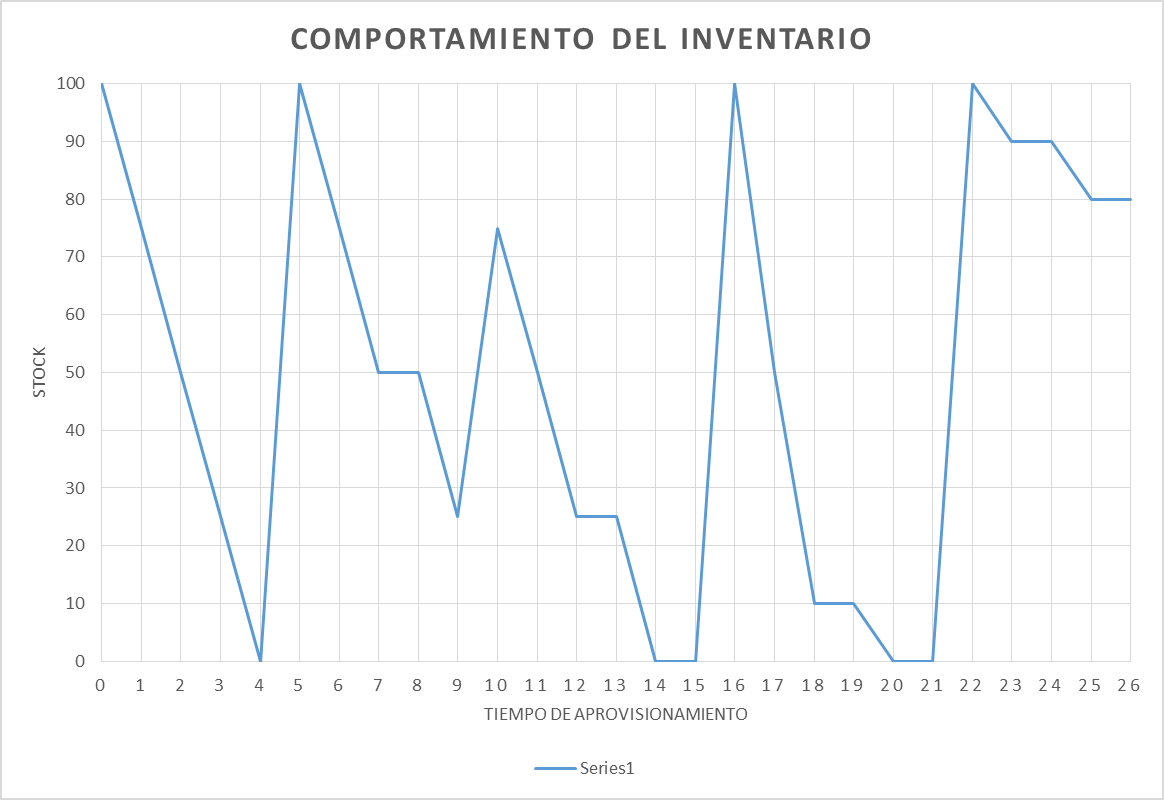 COMPORTAMIENTO DEL INVENTARIO
100
90
80
70
60
50
40
30
20
10
0
STOCK
0 1 2 3 4 5 6 7 8 9 10 11 12 13 14 15 16 17 18 19 20 21 22 23 24 25 26
TIEMPO DE APROVISIONAMIENTO
Series1